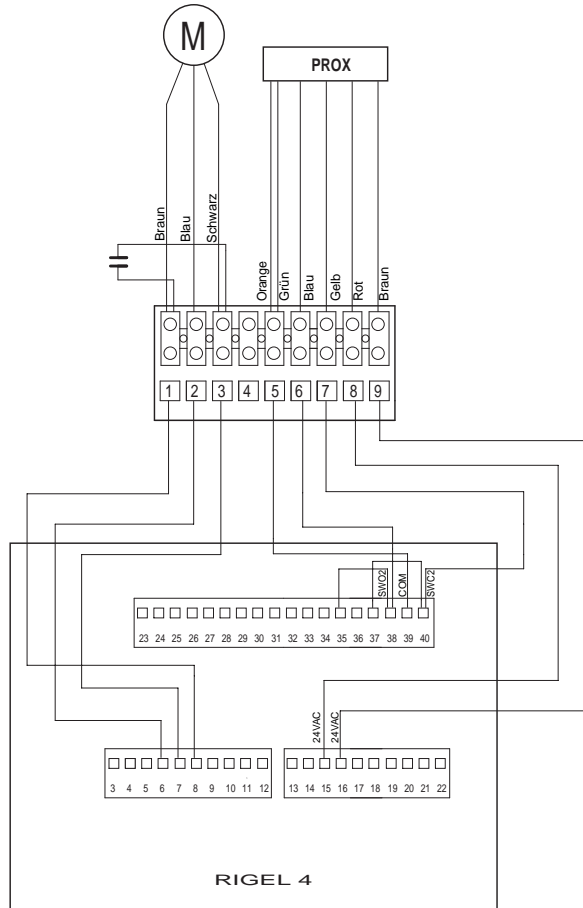 M
PROX
Braun
Blau
Schwarz
Orange
Grün
Blau
Gelb
Rot
Braun
1 2 3 4 5 6 7 8 9
SWO2
COM
SWC2
23 24 25 26 27 28 29 30 31 32 33 34 35 36 37 38 39 40
24VAC
24VAC
3 4 5 6 7 8 9 10 11 12
13 14 15 16 17 18 19 20 21 22
RIGEL 4